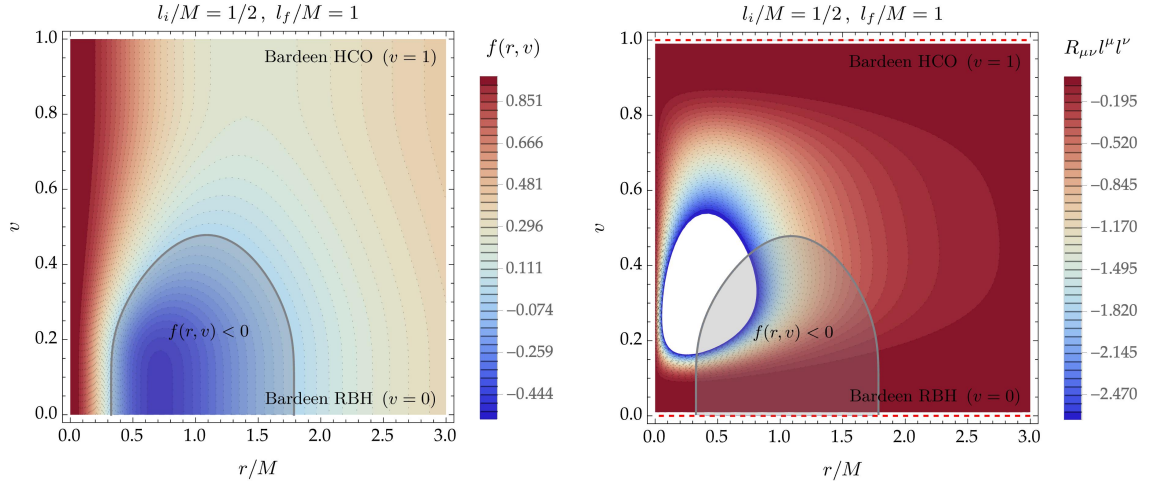 l_i/M = 1/2 , l_f/M = 1
f(r, v)
Bardeen HCO (v = 1)
f(r, v) < 0
Bardeen RBH (v = 0)
1.0
0.8
0.6
0.4
0.2
0.0
v
0.0 0.5 1.0 1.5 2.0 2.5 3.0
r/M
0.851
0.666
0.481
0.296
0.111
−0.074
−0.259
−0.444
l_i/M = 1/2 , l_f/M = 1
R_{μν}l^μl^ν
Bardeen HCO (v = 1)
f(r, v) < 0
Bardeen RBH (v = 0)
1.0
0.8
0.6
0.4
0.2
0.0
v
0.0 0.5 1.0 1.5 2.0 2.5 3.0
r/M
−0.195
−0.520
−0.845
−1.170
−1.495
−1.820
−2.145
−2.470